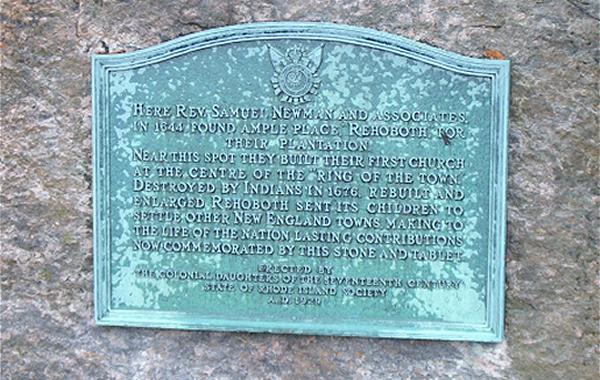 HERE REV. SAMUEL NEWMAN AND ASSOCIATES,
IN 1644, FOUND AMPLE PLACE, "REHOBOTH" FOR
THEIR PLANTATION
NEAR THIS SPOT THEY BUILT THEIR FIRST CHURCH
AT THE CENTRE OF THE "RING OF THE TOWN"
DESTROYED BY INDIANS IN 1676, REBUILT AND
ENLARGED, REHOBOTH SENT ITS CHILDREN TO
SETTLE OTHER NEW ENGLAND TOWNS, MAKING TO
THE LIFE OF THE NATION LASTING CONTRIBUTIONS
NOW COMMEMORATED BY THIS STONE AND TABLET
ERECTED BY
THE COLONIAL DAUGHTERS OF THE SEVENTEENTH CENTURY
STATE OF RHODE ISLAND SOCIETY
A.D. 1929